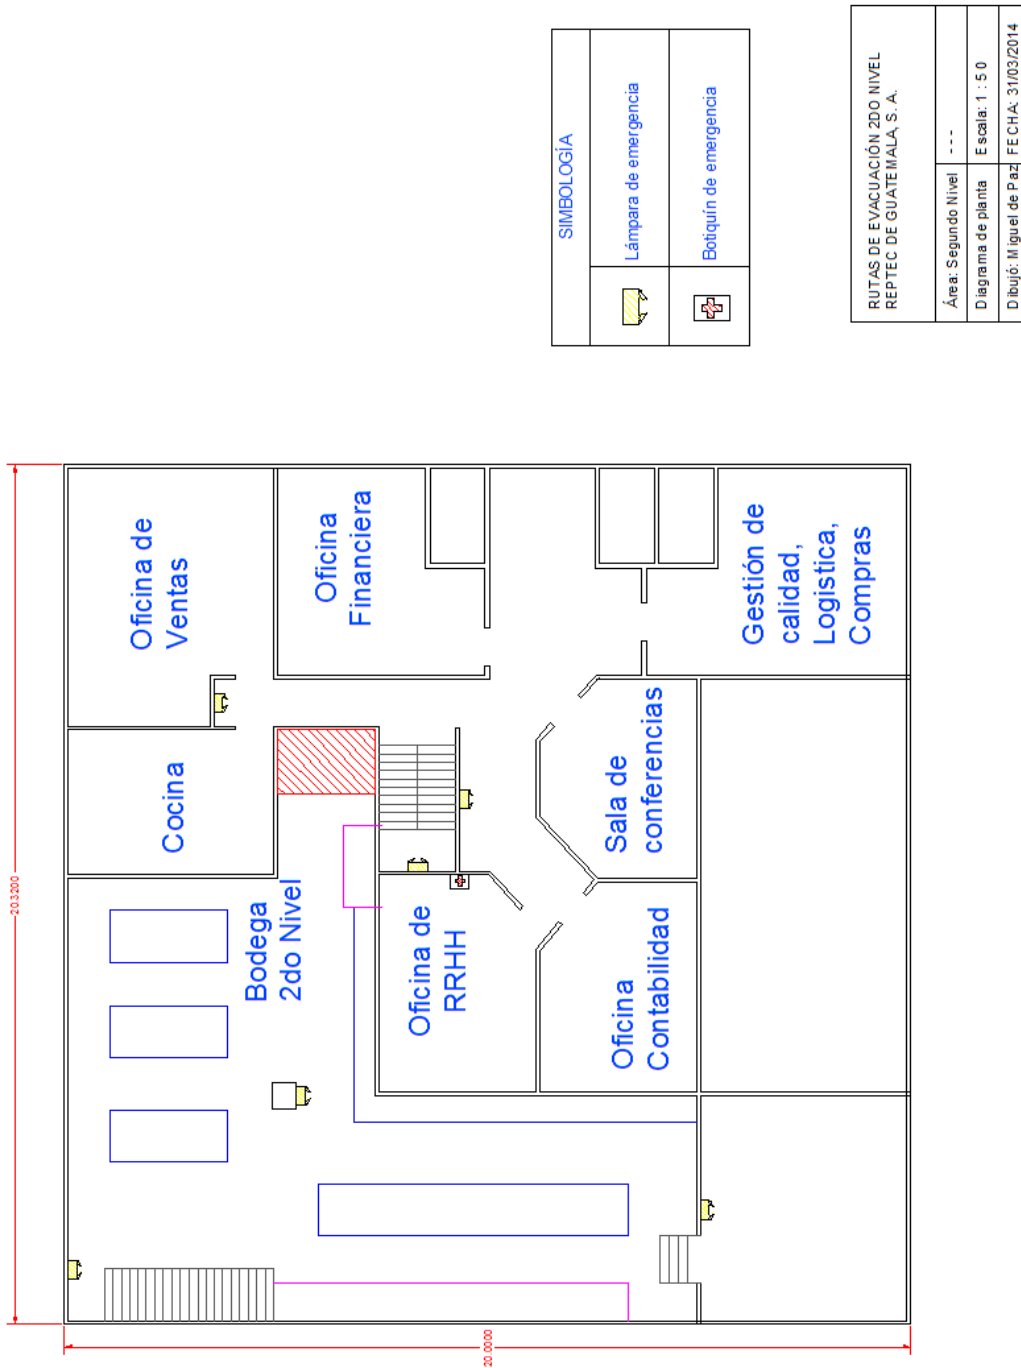 SIMBOLOGÍA
Lámpara de emergencia
Botiquín de emergencia
RUTAS DE EVACUACIÓN 2DO NIVEL
REPTEC DE GUATEMALA, S. A.
Área: Segundo Nivel
---
Diagrama de planta
Escala: 1 : 50
Dibujó: Miguel de Paz
FECHA: 31/03/2014
20.3200
20.0000
Oficina de
Ventas
Oficina
Financiera
Gestión de
calidad,
Logistica,
Compras
Cocina
Sala de
conferencias
Bodega
2do Nivel
Oficina de
RRHH
Oficina
Contabilidad